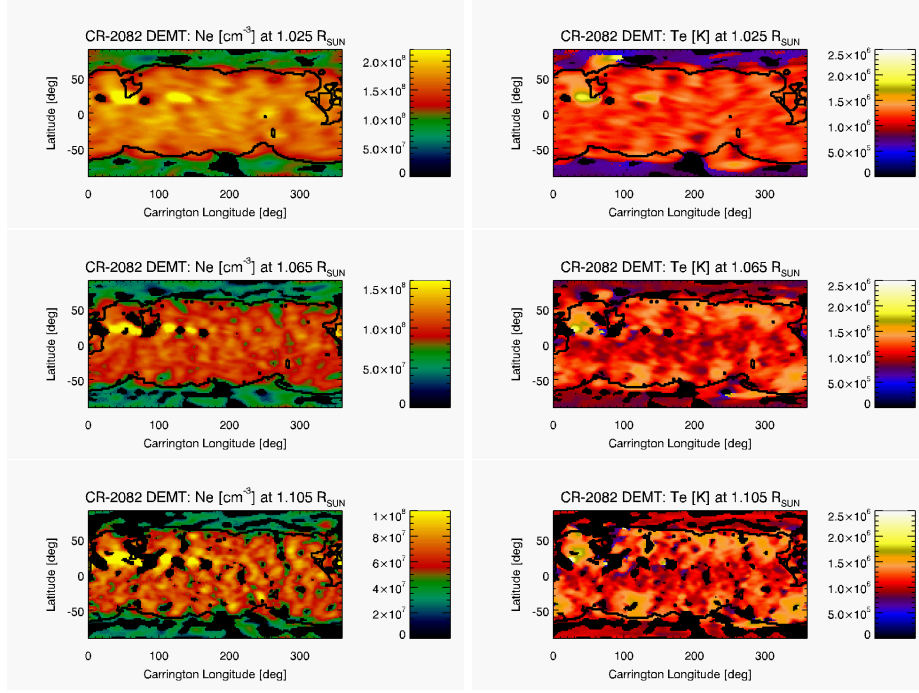 CR-2082 DEMT: Ne [cm⁻³] at 1.025 R_SUN
Latitude [deg]
50
0
-50
0 100 200 300
Carrington Longitude [deg]
2.0×10⁸
1.5×10⁸
1.0×10⁸
5.0×10⁷
0
CR-2082 DEMT: Te [K] at 1.025 R_SUN
Latitude [deg]
50
0
-50
0 100 200 300
Carrington Longitude [deg]
2.5×10⁶
2.0×10⁶
1.5×10⁶
1.0×10⁶
5.0×10⁵
0
CR-2082 DEMT: Ne [cm⁻³] at 1.065 R_SUN
Latitude [deg]
50
0
-50
0 100 200 300
Carrington Longitude [deg]
1.5×10⁸
1.0×10⁸
5.0×10⁷
0
CR-2082 DEMT: Te [K] at 1.065 R_SUN
Latitude [deg]
50
0
-50
0 100 200 300
Carrington Longitude [deg]
2.5×10⁶
2.0×10⁶
1.5×10⁶
1.0×10⁶
5.0×10⁵
0
CR-2082 DEMT: Ne [cm⁻³] at 1.105 R_SUN
Latitude [deg]
50
0
-50
0 100 200 300
Carrington Longitude [deg]
1×10⁸
8×10⁷
6×10⁷
4×10⁷
2×10⁷
0
CR-2082 DEMT: Te [K] at 1.105 R_SUN
Latitude [deg]
50
0
-50
0 100 200 300
Carrington Longitude [deg]
2.5×10⁶
2.0×10⁶
1.5×10⁶
1.0×10⁶
5.0×10⁵
0